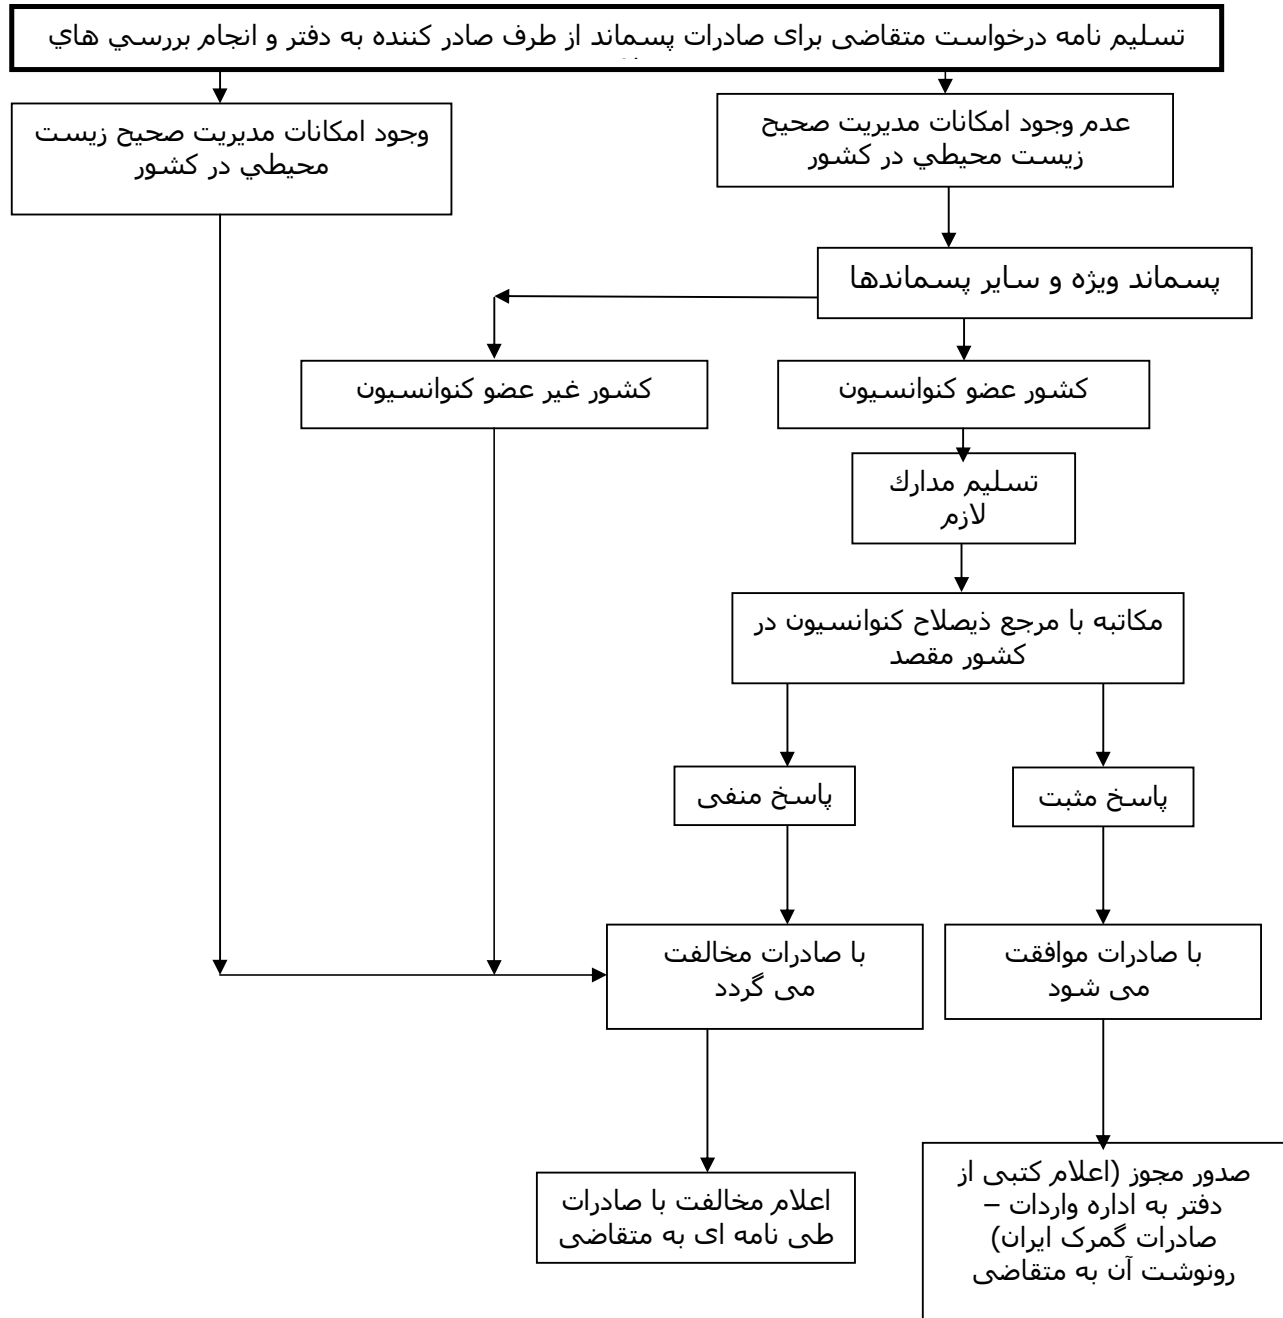 تسليم نامه درخواست متقاضی برای صادرات پسماند از طرف صادر کننده به دفتر و انجام بررسي هاي
عدم وجود امكانات مديريت صحيح
زيست محيطي در كشور
وجود امكانات مديريت صحيح زيست
محيطي در كشور
پسماند ویژه و سایر پسماندها
کشور عضو کنوانسیون
کشور غیر عضو کنوانسیون
تسليم مدارك
لازم
مکاتبه با مرجع ذیصلاح کنوانسیون در
کشور مقصد
پاسخ مثبت
پاسخ منفی
با صادرات موافقت
می شود
با صادرات مخالفت
می گردد
صدور مجوز (اعلام کتبی از
دفتر به اداره واردات –
صادرات گمرک ایران)
رونوشت آن به متقاضی
اعلام مخالفت با صادرات
طی نامه ای به متقاضی